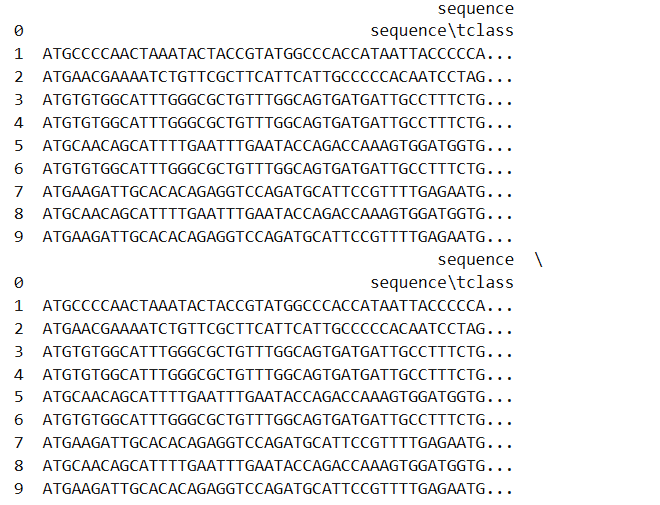 sequence
0 sequence\tclass
1 ATGCCCCAACTAAATACTACCGTATGGCCCACCATAATTACCCCCA...
2 ATGAACGAAAATCTGTTCGCTTCATTCATTGCCCCCACAATCCTAG...
3 ATGTGTGGCATTTGGGCGCTGTTTGGCAGTGATGATTGCCTTTCTG...
4 ATGTGTGGCATTTGGGCGCTGTTTGGCAGTGATGATTGCCTTTCTG...
5 ATGCAACAGCATTTTGAATTTGAATACCAGACCAAAGTGGATGGTG...
6 ATGTGTGGCATTTGGGCGCTGTTTGGCAGTGATGATTGCCTTTCTG...
7 ATGAAGATTGCACACAGAGGTCCAGATGCATTCCGTTTTGAGAATG...
8 ATGCAACAGCATTTTGAATTTGAATACCAGACCAAAGTGGATGGTG...
9 ATGAAGATTGCACACAGAGGTCCAGATGCATTCCGTTTTGAGAATG...
sequence \
0 sequence\tclass
1 ATGCCCCAACTAAATACTACCGTATGGCCCACCATAATTACCCCCA...
2 ATGAACGAAAATCTGTTCGCTTCATTCATTGCCCCCACAATCCTAG...
3 ATGTGTGGCATTTGGGCGCTGTTTGGCAGTGATGATTGCCTTTCTG...
4 ATGTGTGGCATTTGGGCGCTGTTTGGCAGTGATGATTGCCTTTCTG...
5 ATGCAACAGCATTTTGAATTTGAATACCAGACCAAAGTGGATGGTG...
6 ATGTGTGGCATTTGGGCGCTGTTTGGCAGTGATGATTGCCTTTCTG...
7 ATGAAGATTGCACACAGAGGTCCAGATGCATTCCGTTTTGAGAATG...
8 ATGCAACAGCATTTTGAATTTGAATACCAGACCAAAGTGGATGGTG...
9 ATGAAGATTGCACACAGAGGTCCAGATGCATTCCGTTTTGAGAATG...